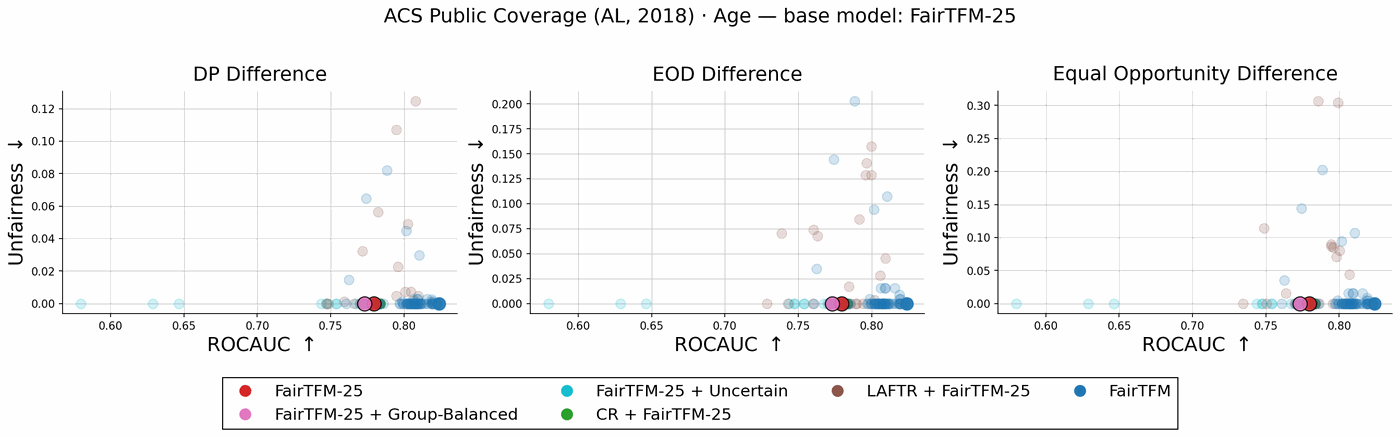 ACS Public Coverage (AL, 2018) · Age — base model: FairTFM-25
DP Difference
EOD Difference
Equal Opportunity Difference
Unfairness ↓
0.12
0.10
0.08
0.06
0.04
0.02
0.00
0.60
0.65
0.70
0.75
0.80
ROCAUC ↑
Unfairness ↓
0.200
0.175
0.150
0.125
0.100
0.075
0.050
0.025
0.000
0.60
0.65
0.70
0.75
0.80
ROCAUC ↑
Unfairness ↓
0.30
0.25
0.20
0.15
0.10
0.05
0.00
0.60
0.65
0.70
0.75
0.80
ROCAUC ↑
FairTFM-25
FairTFM-25 + Uncertain
LAFTR + FairTFM-25
FairTFM
FairTFM-25 + Group-Balanced
CR + FairTFM-25